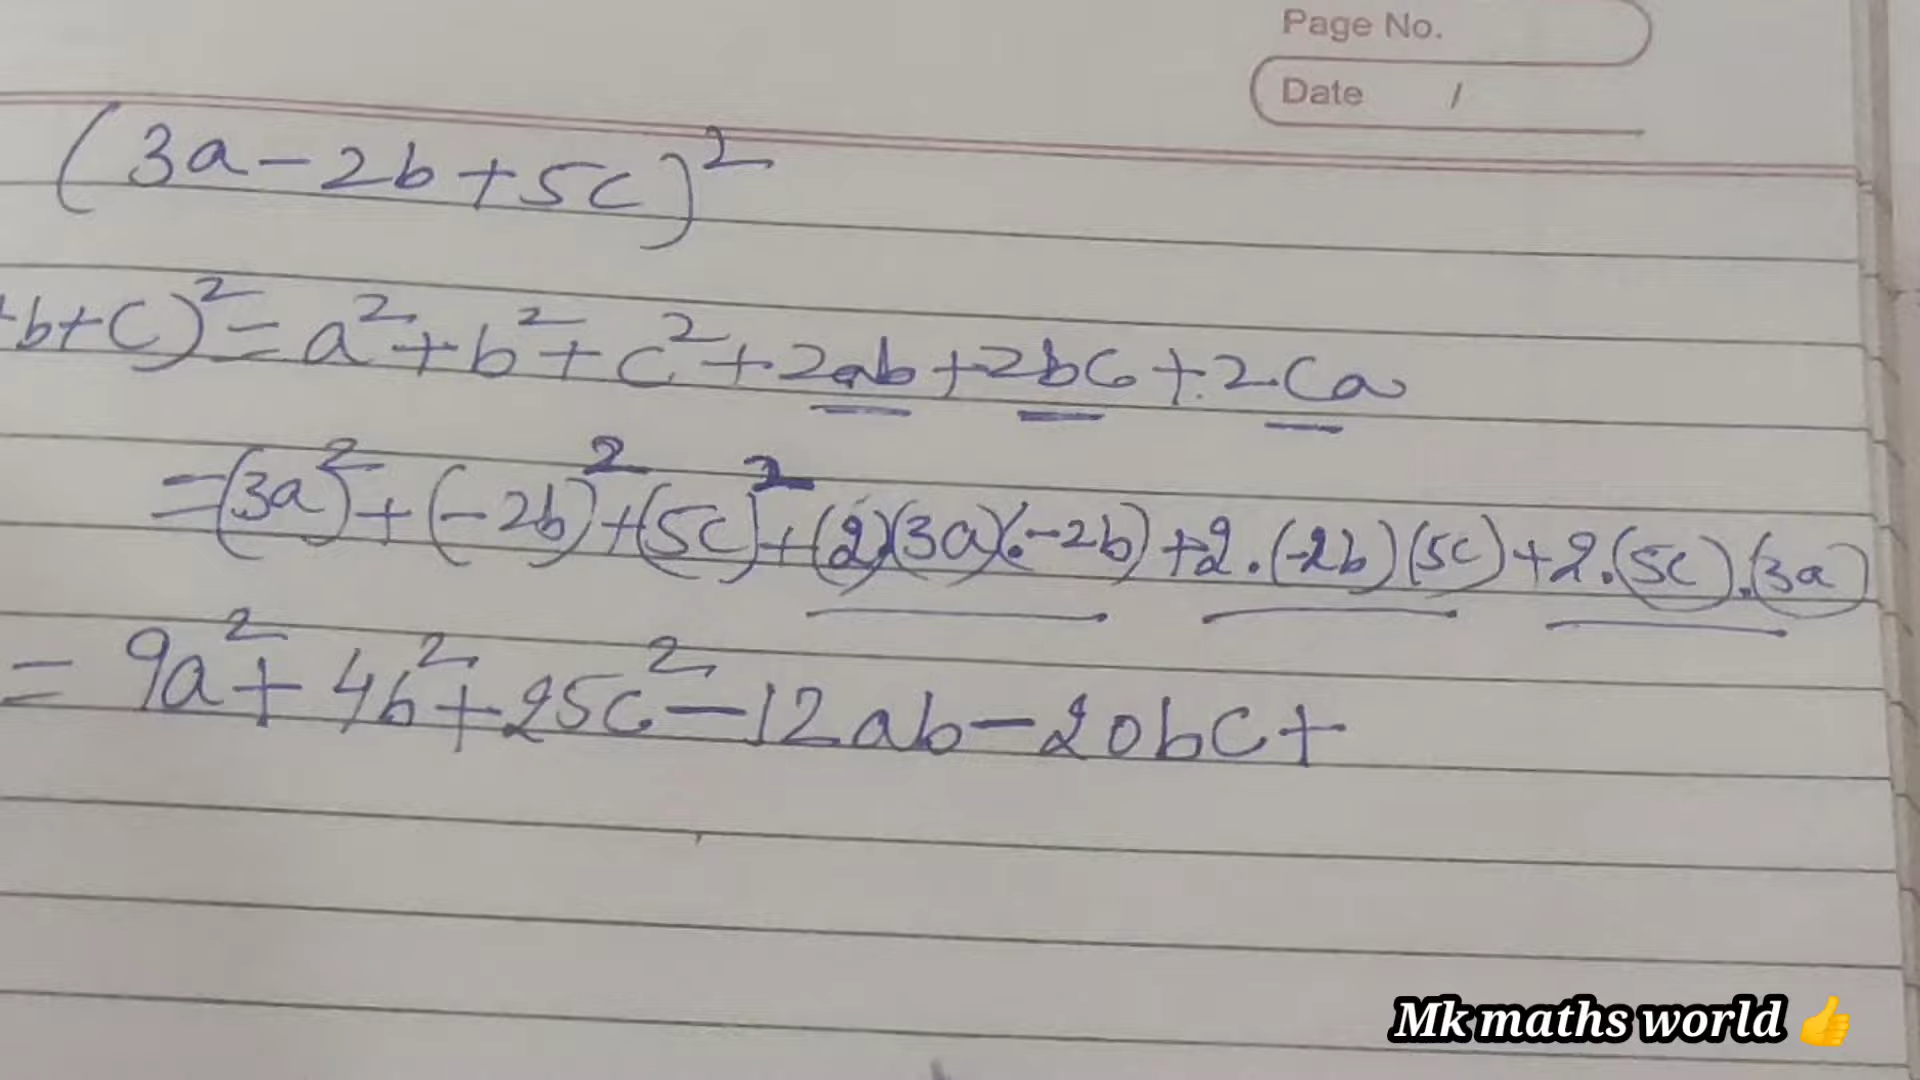 Page No.
Date /
(3a-2b+5c)²
+b+c)²=a²+b²+c²+2ab+2bc+2ca
=(3a)²+(-2b)²+(5c)²+(2)(3a)(-2b)+2.(-2b)(5c)+2.(5c).(3a)
=9a²+4b²+25c²-12ab-20bc+
Mk maths world 👍